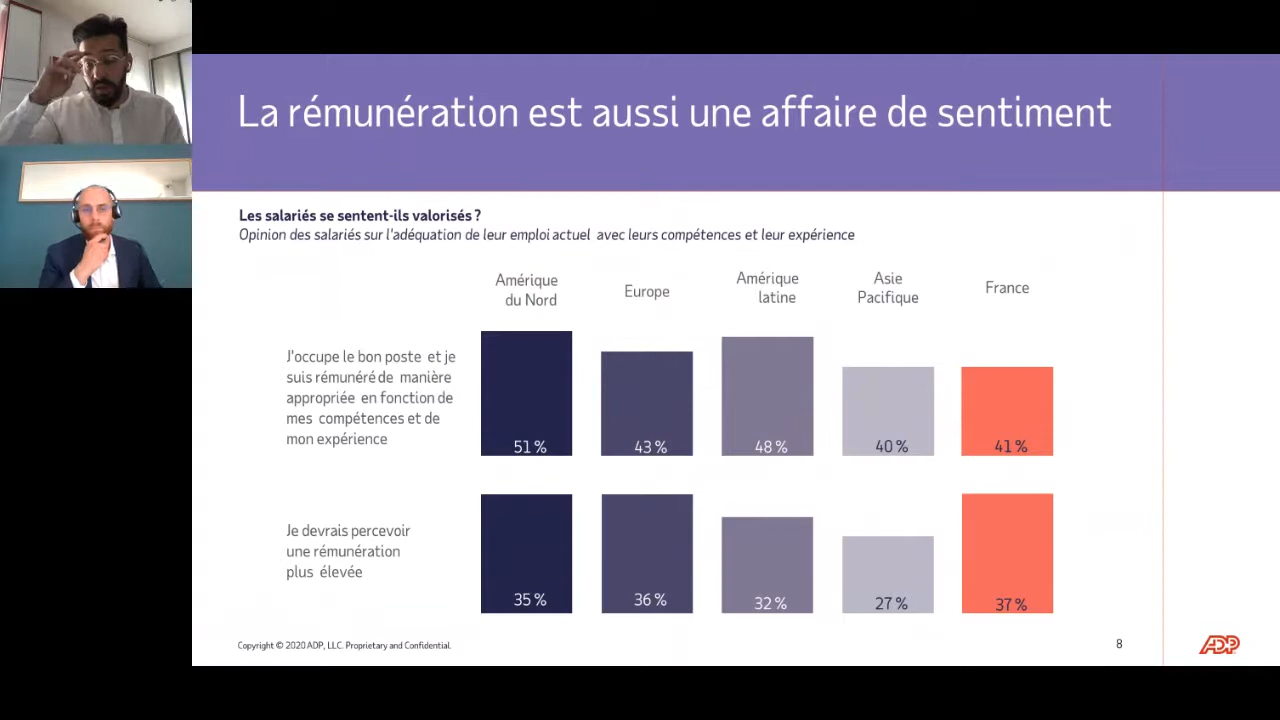 La rémunération est aussi une affaire de sentiment
Les salariés se sentent-ils valorisés ?
Opinion des salariés sur l'adéquation de leur emploi actuel avec leurs compétences et leur expérience
Amérique
du Nord
Europe
Amérique
latine
Asie
Pacifique
France
J'occupe le bon poste et je
suis rémunéré de manière
appropriée en fonction de
mes compétences et de
mon expérience
51 %
43 %
48 %
40 %
41 %
Je devrais percevoir
une rémunération
plus élevée
35 %
36 %
32 %
27 %
37 %
Copyright © 2020 ADP, LLC. Proprietary and Confidential.
8
ADP